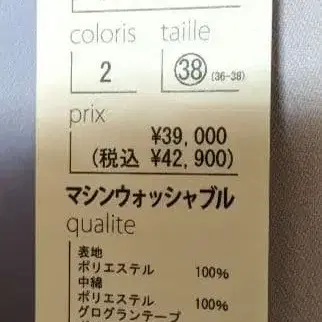 coloris taille
2 38 (36-38)
prix
¥39,000
(税込 ¥42,900)
マシンウォッシャブル
qualite
表地
ポリエステル 100%
中綿
ポリエステル 100%
グログランテープ